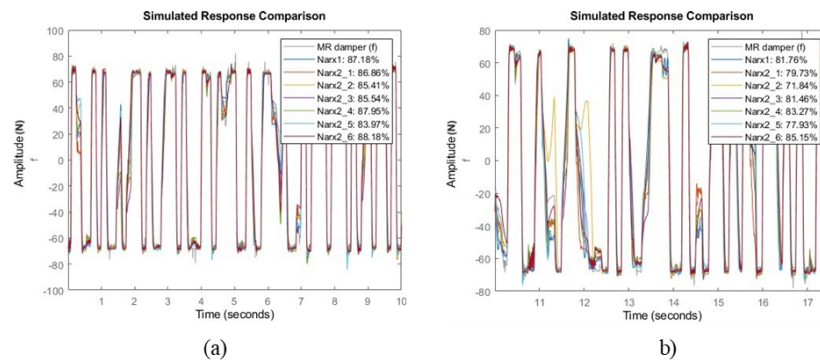 Simulated Response Comparison
100
80
60
40
20
0
-20
-40
-60
-80
-100
Amplitude (N)
f
MR damper (f)
Narx1: 87.18%
Narx2_1: 86.86%
Narx2_2: 85.41%
Narx2_3: 85.54%
Narx2_4: 87.95%
Narx2_5: 83.97%
Narx2_6: 88.18%
1 2 3 4 5 6 7 8 9 10
Time (seconds)
(a)
Simulated Response Comparison
80
60
40
20
0
-20
-40
-60
-80
Amplitude (N)
f
MR damper (f)
Narx1: 81.76%
Narx2_1: 79.73%
Narx2_2: 71.84%
Narx2_3: 81.46%
Narx2_4: 83.27%
Narx2_5: 77.93%
Narx2_6: 85.15%
11 12 13 14 15 16 17
Time (seconds)
b)